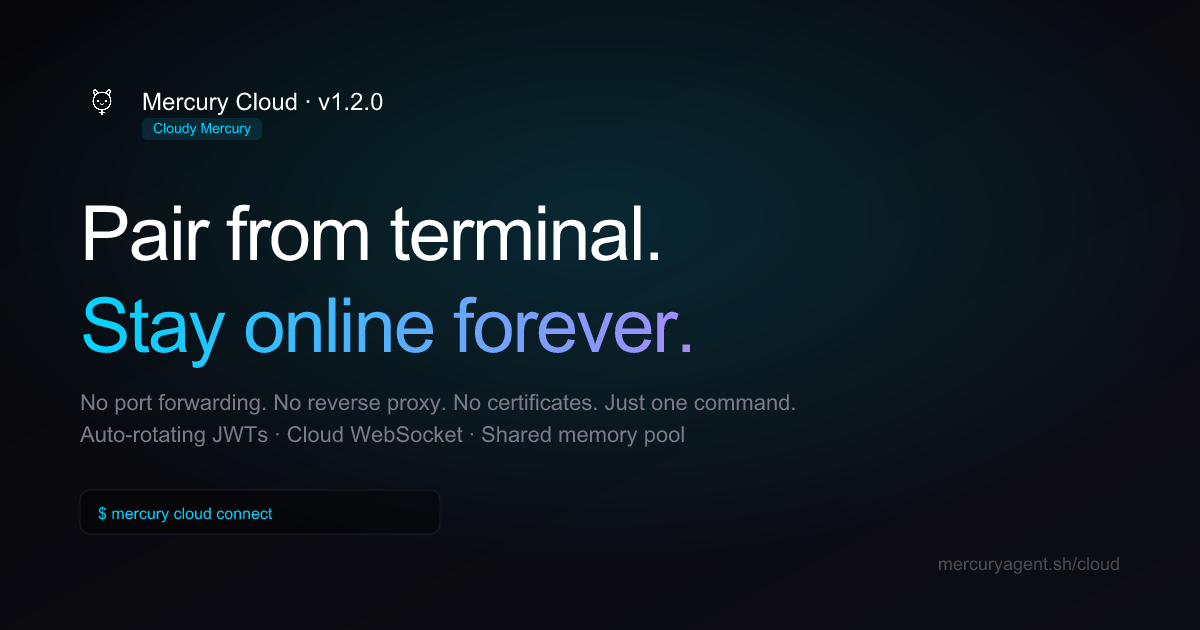 Mercury Cloud · v1.2.0
Cloudy Mercury
Pair from terminal.
Stay online forever.
No port forwarding. No reverse proxy. No certificates. Just one command.
Auto-rotating JWTs · Cloud WebSocket · Shared memory pool
$ mercury cloud connect
mercuryagent.sh/cloud